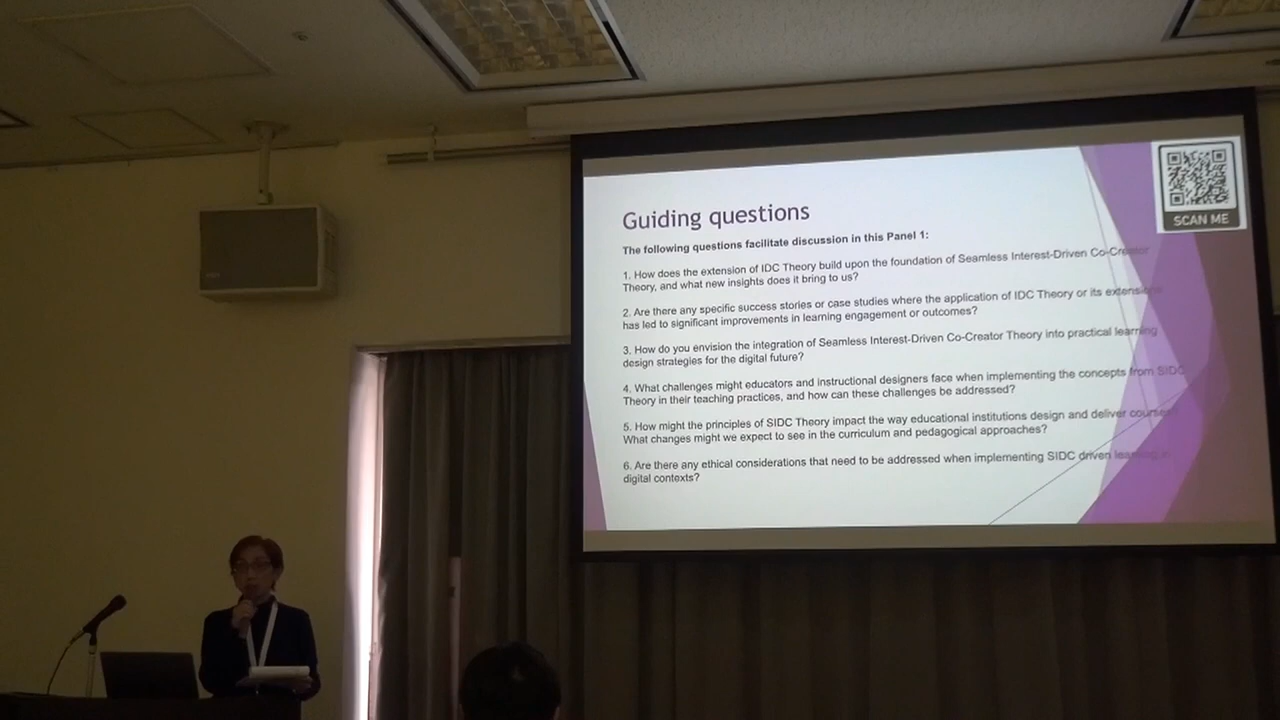 Guiding questions
The following questions facilitate discussion in this Panel 1:
1. How does the extension of IDC Theory build upon the foundation of Seamless Interest-Driven Co-Creator
Theory, and what new insights does it bring to us?
2. Are there any specific success stories or case studies where the application of IDC Theory or its extensions
has led to significant improvements in learning engagement or outcomes?
3. How do you envision the integration of Seamless Interest-Driven Co-Creator Theory into practical learning
design strategies for the digital future?
4. What challenges might educators and instructional designers face when implementing the concepts from SIDC
Theory in their teaching practices, and how can these challenges be addressed?
5. How might the principles of SIDC Theory impact the way educational institutions design and deliver courses?
What changes might we expect to see in the curriculum and pedagogical approaches?
6. Are there any ethical considerations that need to be addressed when implementing SIDC driven learning in
digital contexts?
SCAN ME